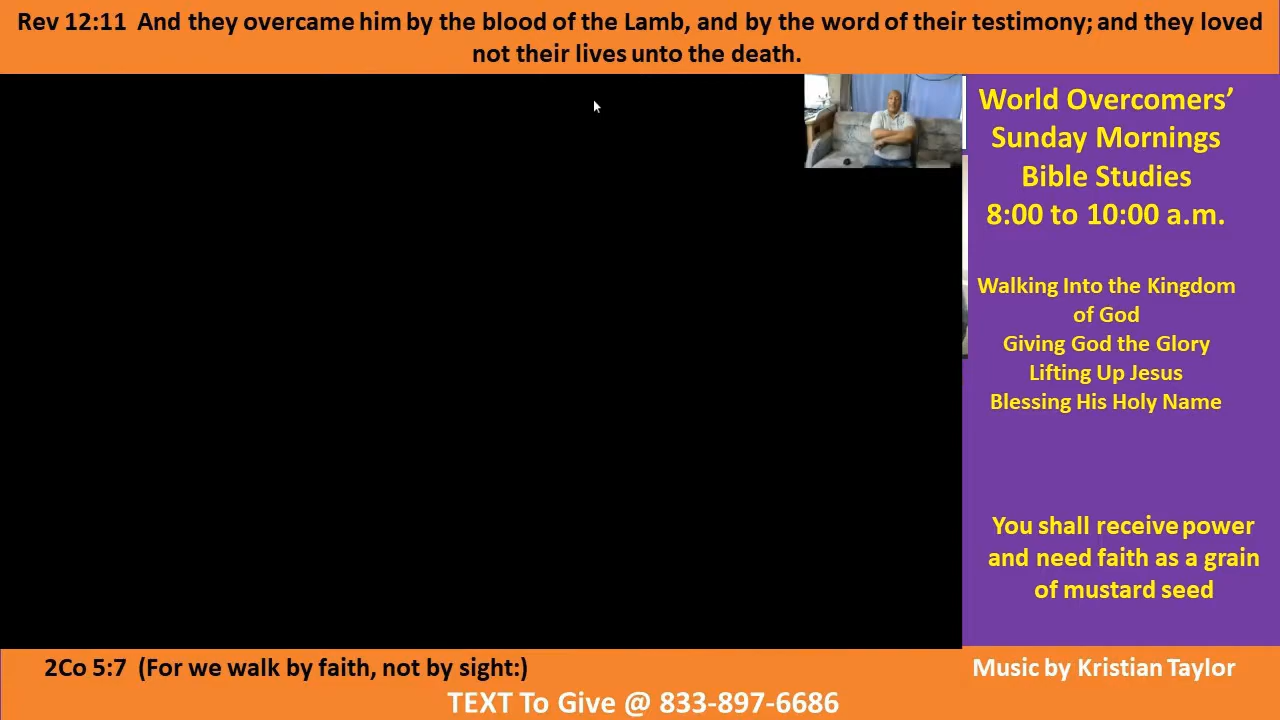 Rev 12:11 And they overcame him by the blood of the Lamb, and by the word of their testimony; and they loved
not their lives unto the death.
World Overcomers’
Sunday Mornings
Bible Studies
8:00 to 10:00 a.m.
Walking Into the Kingdom
of God
Giving God the Glory
Lifting Up Jesus
Blessing His Holy Name
You shall receive power
and need faith as a grain
of mustard seed
2Co 5:7 (For we walk by faith, not by sight:)
Music by Kristian Taylor
TEXT To Give @ 833-897-6686